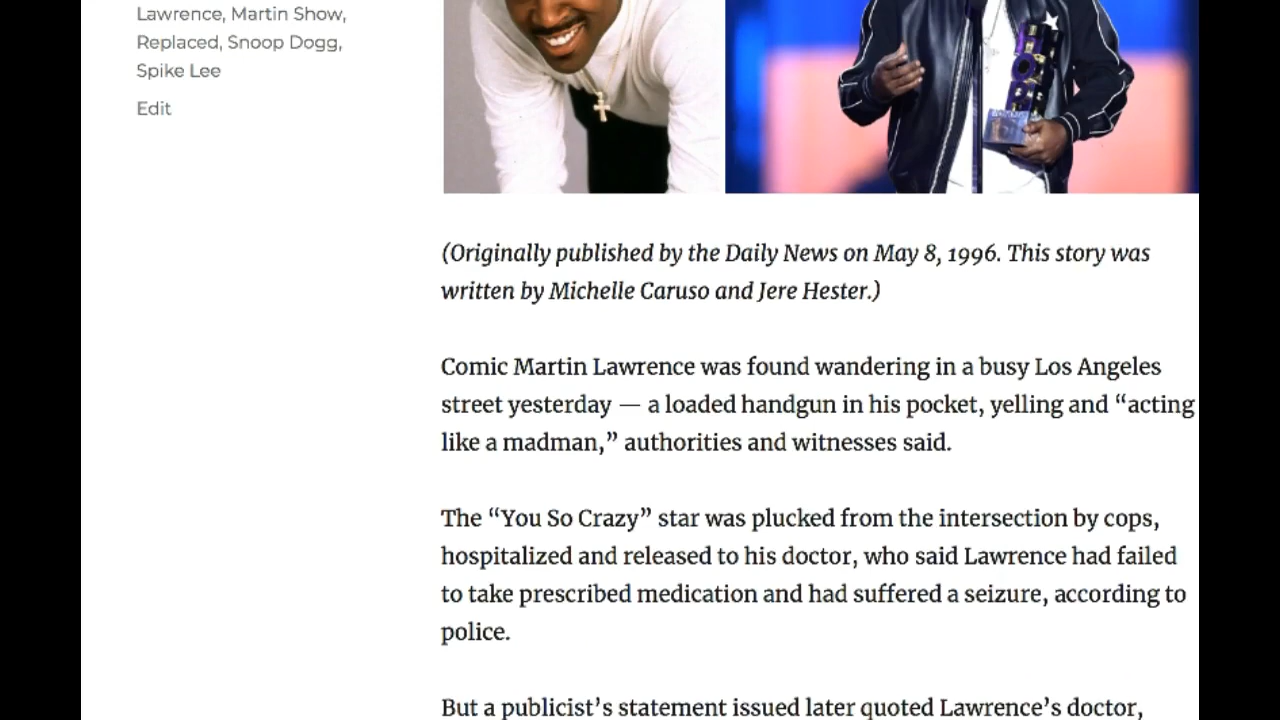 Lawrence, Martin Show,
Replaced, Snoop Dogg,
Spike Lee
Edit
(Originally published by the Daily News on May 8, 1996. This story was
written by Michelle Caruso and Jere Hester.)
Comic Martin Lawrence was found wandering in a busy Los Angeles
street yesterday — a loaded handgun in his pocket, yelling and “acting
like a madman,” authorities and witnesses said.
The “You So Crazy” star was plucked from the intersection by cops,
hospitalized and released to his doctor, who said Lawrence had failed
to take prescribed medication and had suffered a seizure, according to
police.
But a publicist’s statement issued later quoted Lawrence’s doctor,